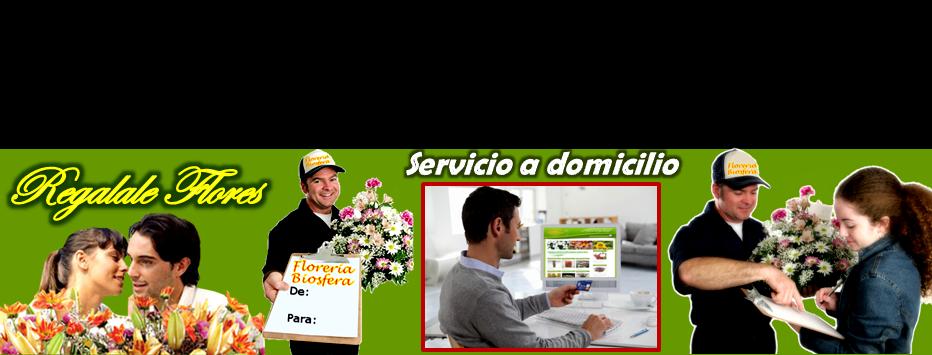 Regalale Flores
Servicio a domicilio
Floreria
Biosfera
Floreria
Biosfera
De:
Para:
Floreria
Biosfera